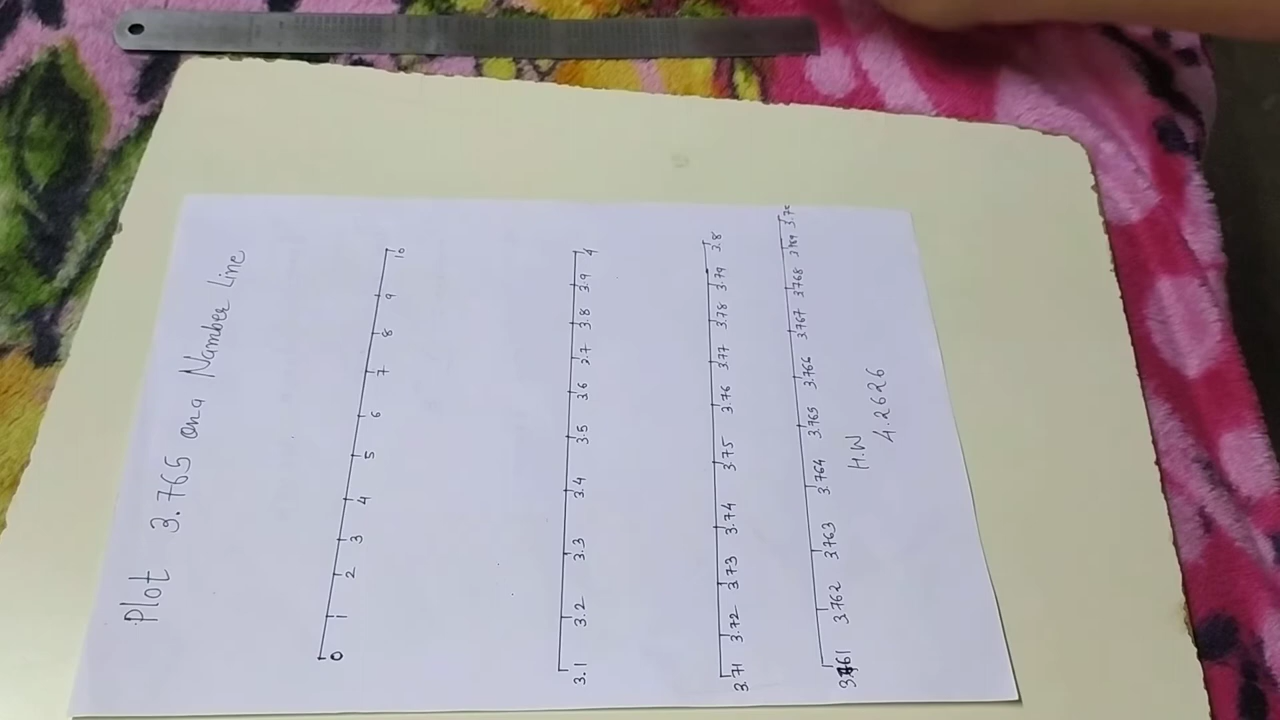 Plot 3.765 on a Number Line
0 1 2 3 4 5 6 7 8 9 10
3.1 3.2 3.3 3.4 3.5 3.6 2.7 3.8 3.9 4
3.71 3.72 3.73 3.74 3.75 3.76 3.77 3.78 3.79 3.8
3.761 3.762 3.763 3.764 3.765 3.766 3.767 3.768
H.W
4.2626